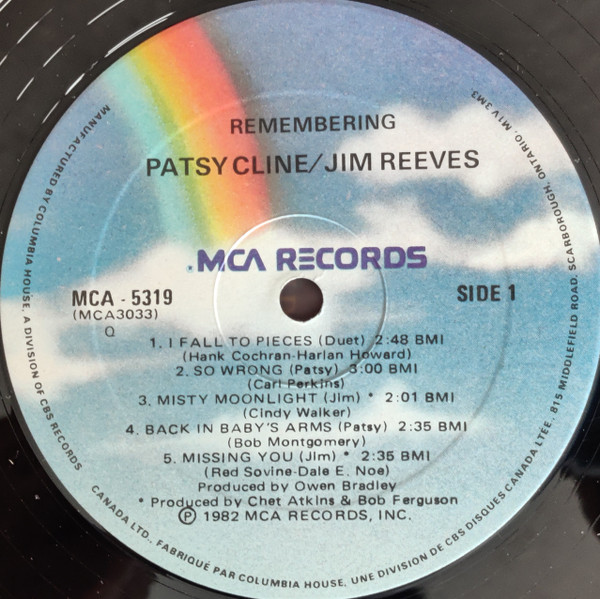 REMEMBERING
PATSY CLINE/JIM REEVES
MCA RECORDS
MCA - 5319
(MCA3033)
Q
SIDE 1
1. I FALL TO PIECES (Duet) 2:48 BMI
(Hank Cochran-Harlan Howard)
2. SO WRONG (Patsy) 3:00 BMI
(Carl Perkins)
3. MISTY MOONLIGHT (Jim) * 2:01 BMI
(Cindy Walker)
4. BACK IN BABY'S ARMS (Patsy) 2:35 BMI
(Bob Montgomery)
5. MISSING YOU (Jim) * 2:35 BMI
(Red Sovine-Dale E. Noe)
Produced by Owen Bradley
* Produced by Chet Atkins & Bob Ferguson
Ⓟ 1982 MCA RECORDS, INC.
MANUFACTURED BY COLUMBIA HOUSE, A DIVISION OF CBS RECORDS CANADA LTD., FABRIQUÉ PAR COLUMBIA HOUSE, UNE DIVISION DE CBS DISQUES CANADA LTÉE. 815 MIDDLEFIELD ROAD, SCARBOROUGH, ONTARIO, M1V 3M3